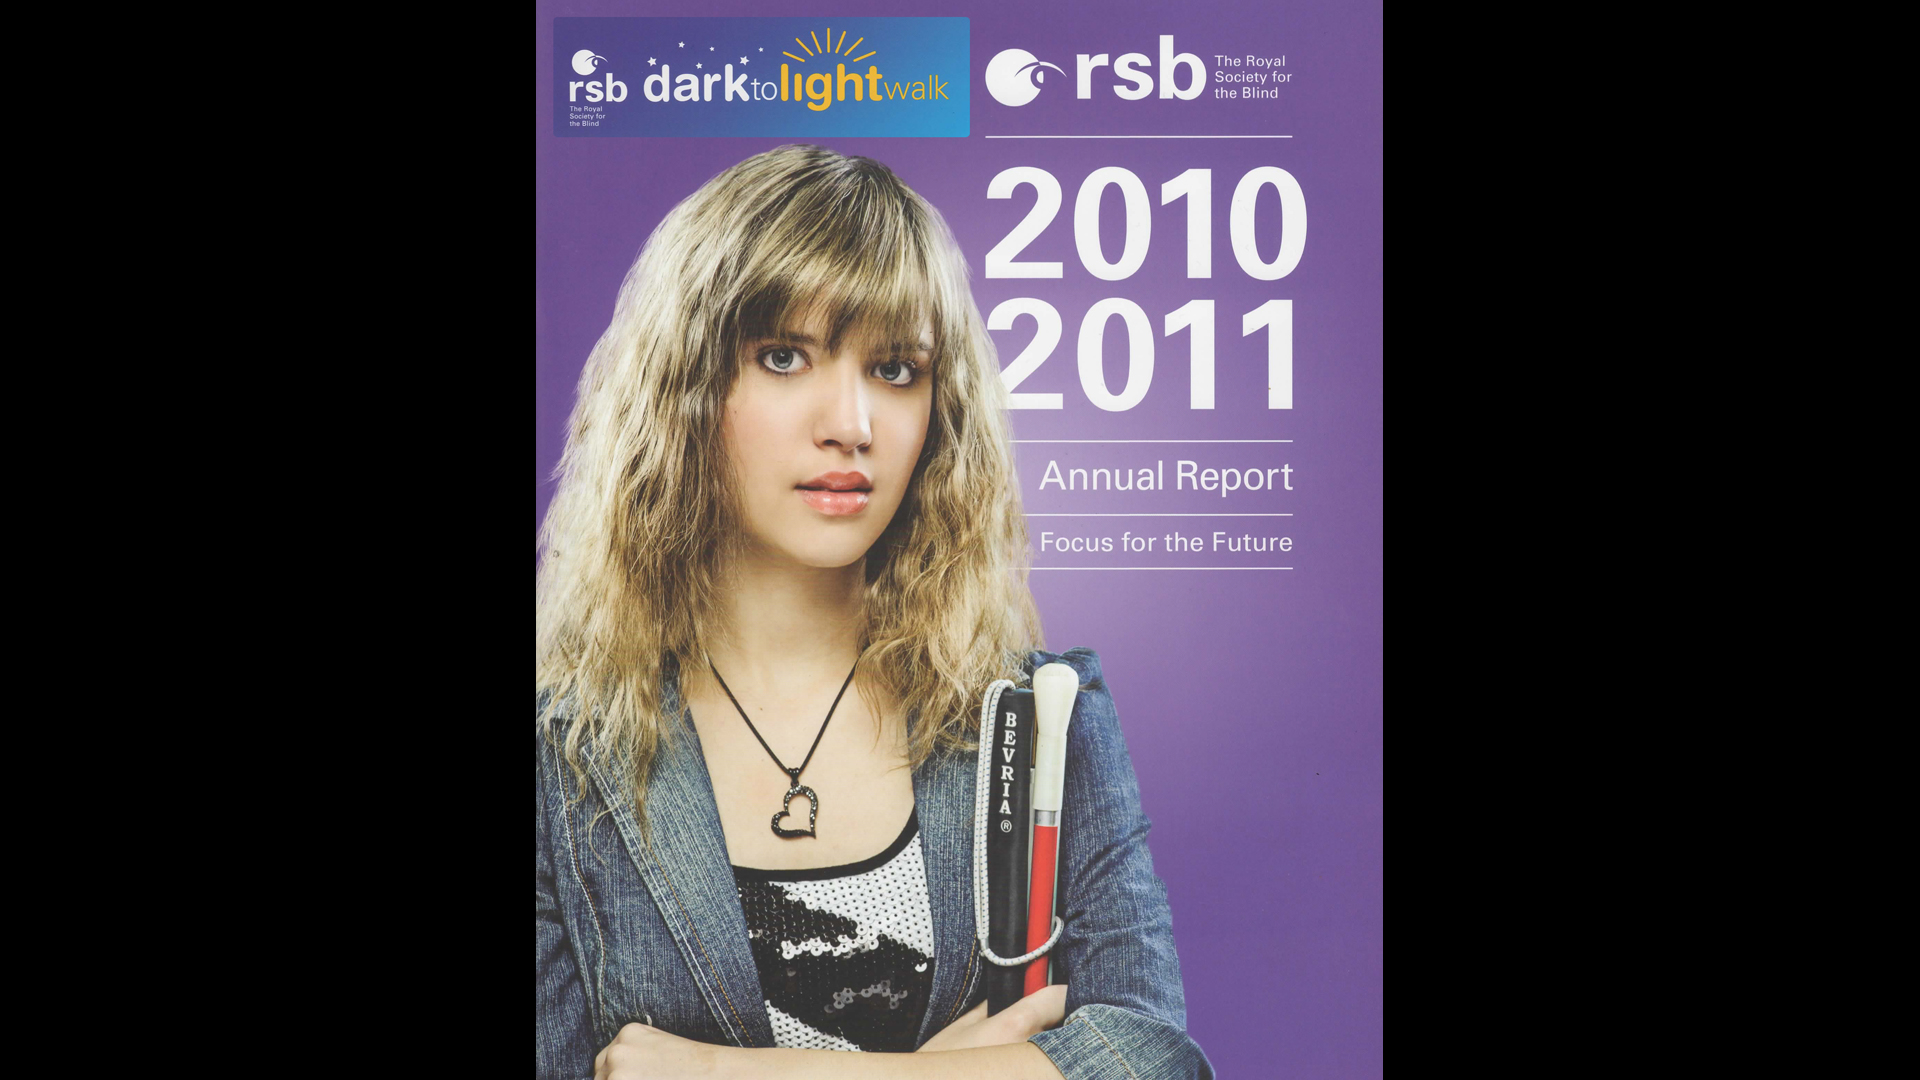 rsb
The Royal
Society for
the Blind
darktolightwalk
rsb
The Royal
Society for
the Blind
2010
2011
Annual Report
Focus for the Future
BEVRIA®